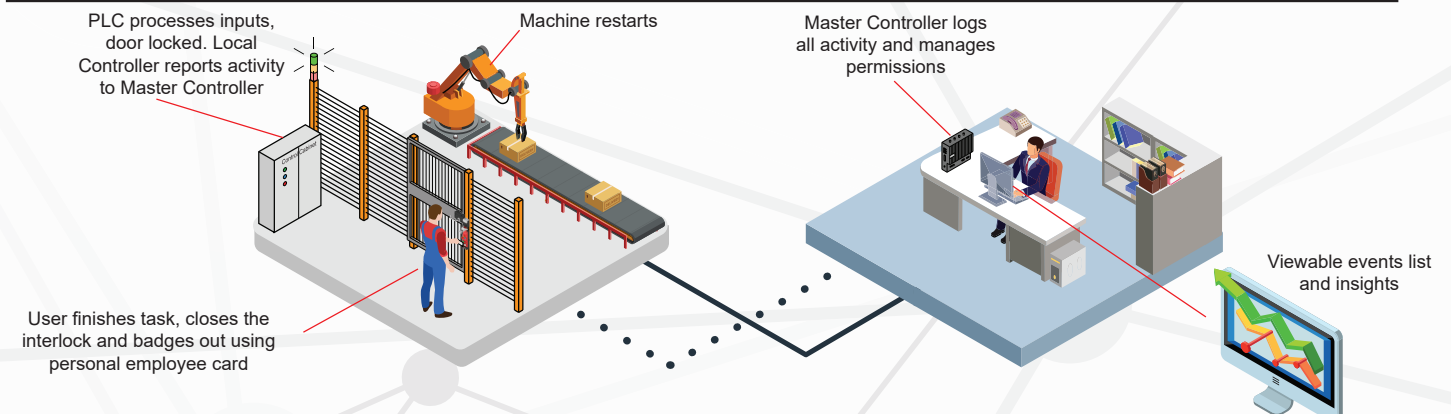 PLC processes inputs,
door locked. Local
Controller reports activity
to Master Controller
Machine restarts
Master Controller logs
all activity and manages
permissions
Control Cabinet
Viewable events list
and insights
User finishes task, closes the
interlock and badges out using
personal employee card